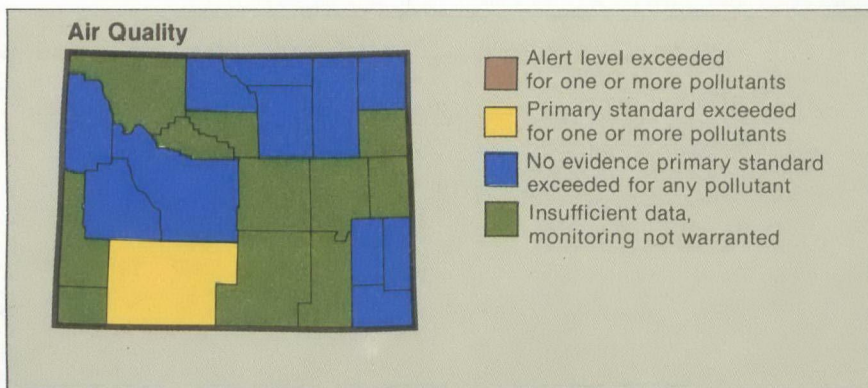 Air Quality
Alert level exceeded
for one or more pollutants
Primary standard exceeded
for one or more pollutants
No evidence primary standard
exceeded for any pollutant
Insufficient data,
monitoring not warranted